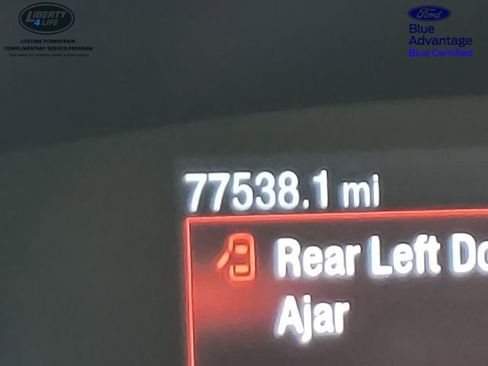 LIBERTY
4 LIFE
LIFETIME POWERTRAIN
COMPLIMENTARY SERVICE PROGRAM
Ford
Blue
Advantage
Blue Certified
77538.1 mi
Rear Left Do
Ajar